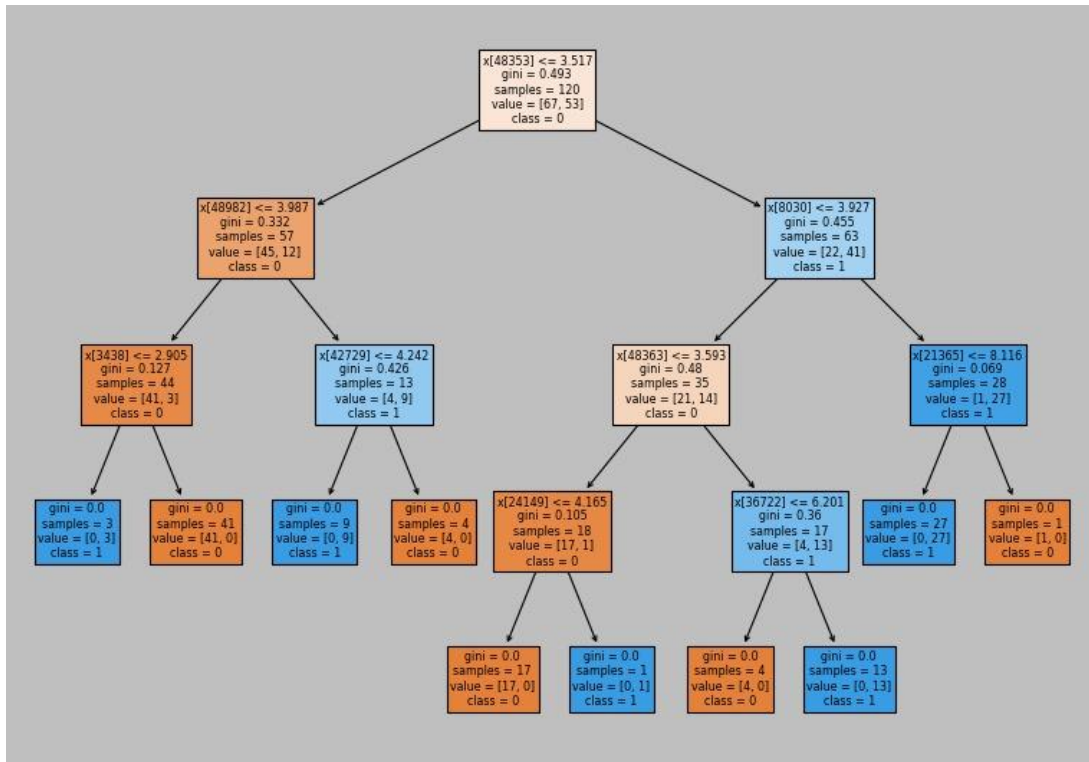 x[48353] <= 3.517
gini = 0.493
samples = 120
value = [67, 53]
class = 0
x[48982] <= 3.987
gini = 0.332
samples = 57
value = [45, 12]
class = 0
x[8030] <= 3.927
gini = 0.455
samples = 63
value = [22, 41]
class = 1
x[3438] <= 2.905
gini = 0.127
samples = 44
value = [41, 3]
class = 0
x[42729] <= 4.242
gini = 0.426
samples = 13
value = [4, 9]
class = 1
x[48363] <= 3.593
gini = 0.48
samples = 35
value = [21, 14]
class = 0
x[21365] <= 8.116
gini = 0.069
samples = 28
value = [1, 27]
class = 1
gini = 0.0
samples = 3
value = [0, 3]
class = 1
gini = 0.0
samples = 41
value = [41, 0]
class = 0
gini = 0.0
samples = 9
value = [0, 9]
class = 1
gini = 0.0
samples = 4
value = [4, 0]
class = 0
x[24149] <= 4.165
gini = 0.105
samples = 18
value = [17, 1]
class = 0
x[36722] <= 6.201
gini = 0.36
samples = 17
value = [4, 13]
class = 1
gini = 0.0
samples = 27
value = [0, 27]
class = 1
gini = 0.0
samples = 1
value = [1, 0]
class = 0
gini = 0.0
samples = 17
value = [17, 0]
class = 0
gini = 0.0
samples = 1
value = [0, 1]
class = 1
gini = 0.0
samples = 4
value = [4, 0]
class = 0
gini = 0.0
samples = 13
value = [0, 13]
class = 1